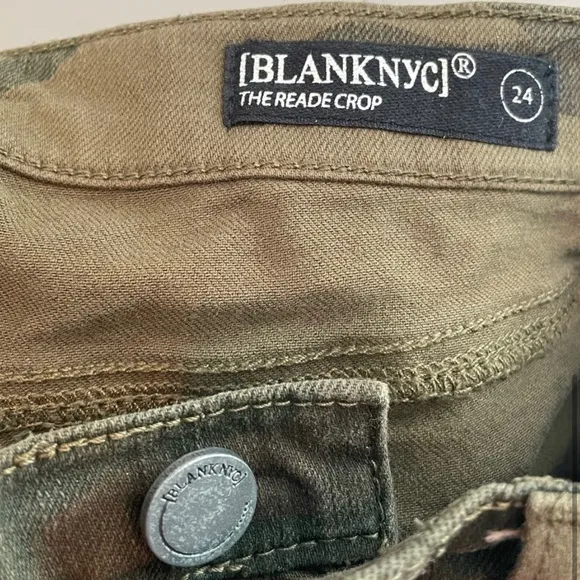 [BLANKNYC]®
THE READE CROP
24
[BLANKNYC]